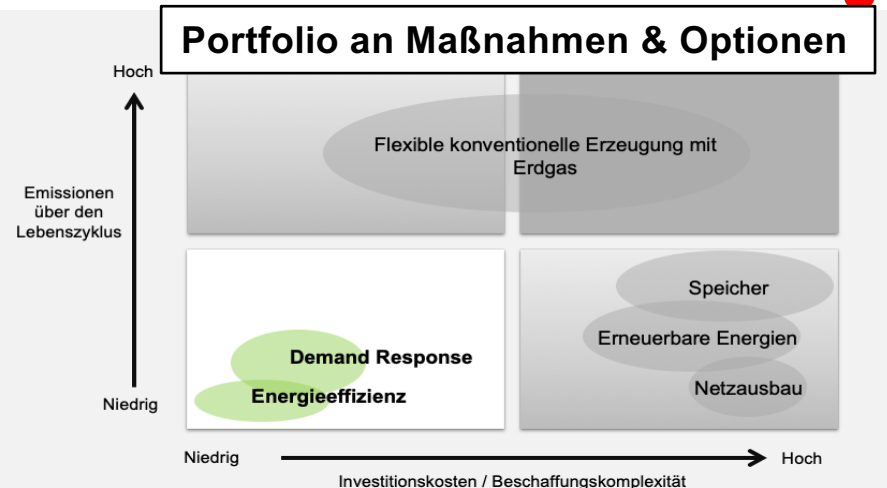 Portfolio an Maßnahmen & Optionen
Hoch
Flexible konventionelle Erzeugung mit
Erdgas
Emissionen
über den
Lebenszyklus
Speicher
Erneuerbare Energien
Demand Response
Netzausbau
Energieeffizienz
Niedrig
Niedrig
Hoch
Investitionskosten / Beschaffungskomplexität